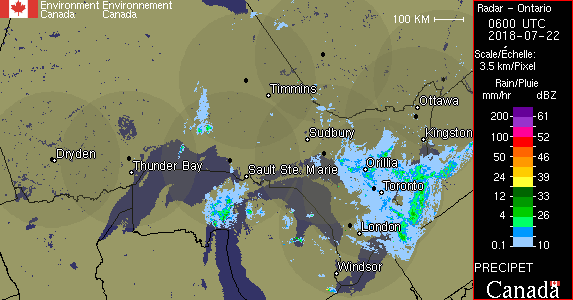 Environment Environnement
Canada Canada
100 KM
Radar - Ontario
0600 UTC
2018-07-22
Scale/Échelle:
3.5 km/Pixel
Rain/Pluie
mm/hr dBZ
200 61
100 52
50 46
24 39
12 33
4 26
0.1 10
PRECIPET
Canada
Timmins
Ottawa
Sudbury
Kingston
Dryden
Thunder Bay
Sault Ste. Marie
Orillia
Toronto
London
Windsor